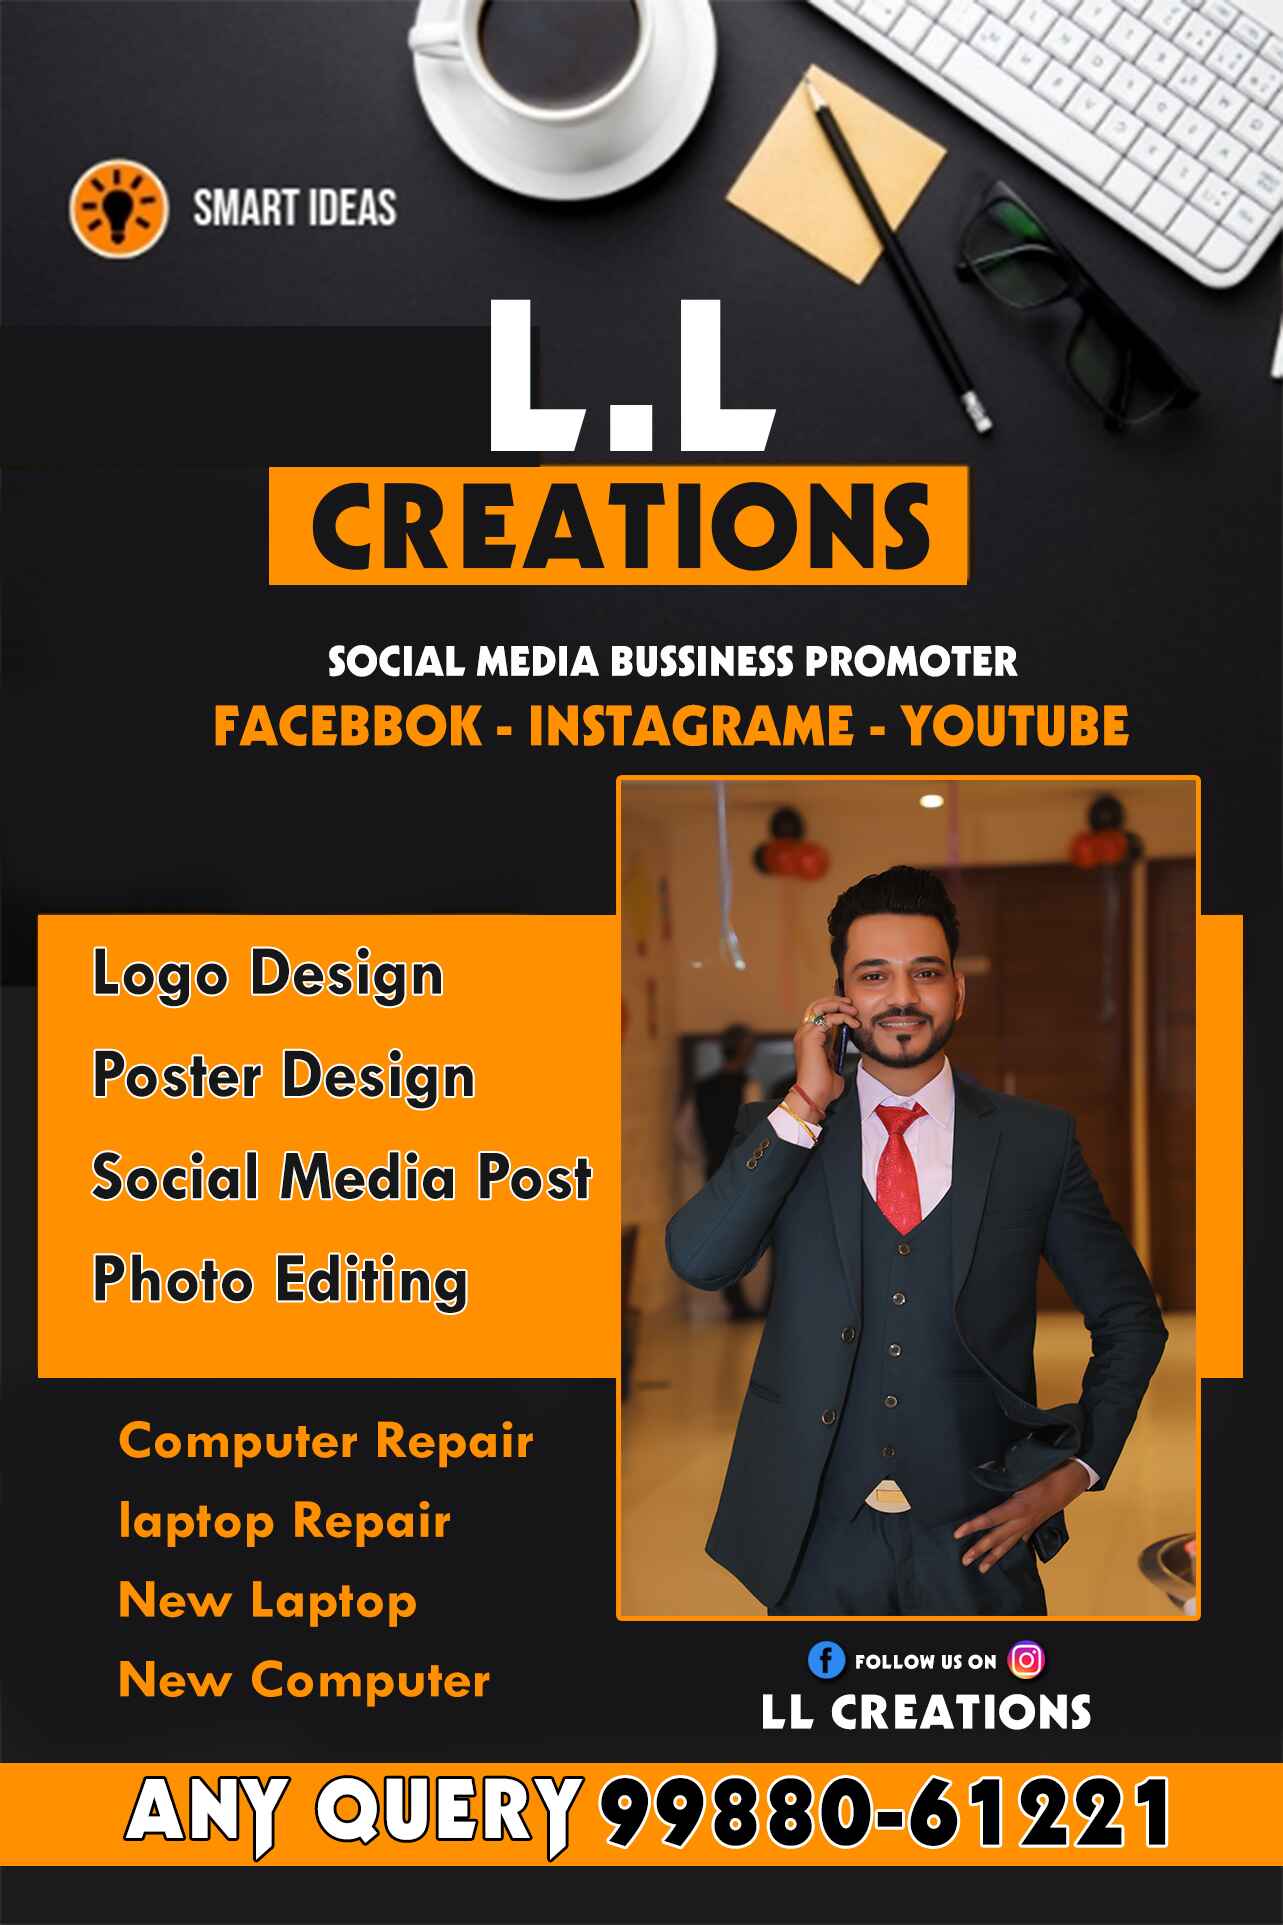 SMART IDEAS
L.L
CREATIONS
SOCIAL MEDIA BUSSINESS PROMOTER
FACEBBOK - INSTAGRAME - YOUTUBE
Logo Design
Poster Design
Social Media Post
Photo Editing
Computer Repair
laptop Repair
New Laptop
New Computer
FOLLOW US ON
LL CREATIONS
ANY QUERY 99880-61221